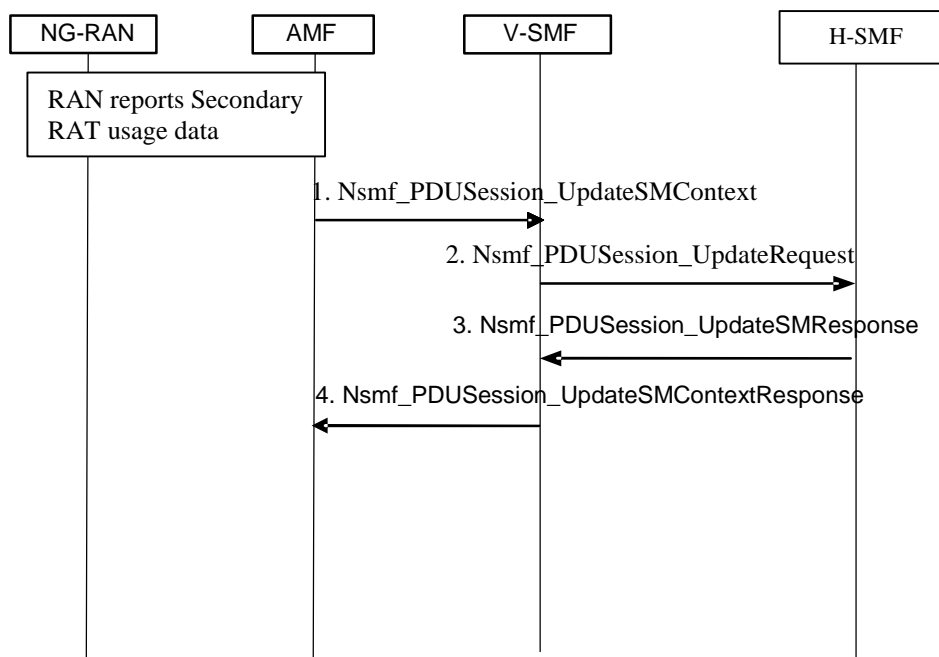 NG-RAN
AMF
V-SMF
H-SMF
RAN reports Secondary
RAT usage data
1. Nsmf_PDUSession_UpdateSMContext
2. Nsmf_PDUSession_UpdateRequest
3. Nsmf_PDUSession_UpdateSMResponse
4. Nsmf_PDUSession_UpdateSMContextResponse